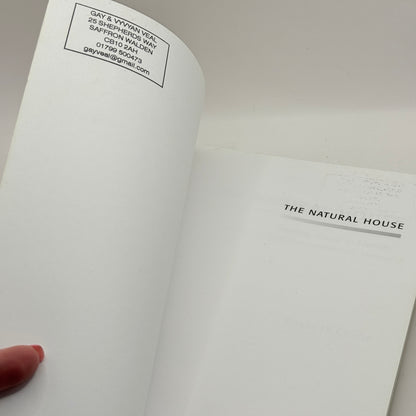 GAY & VYVYAN VEAL
25 SHEPHERDS WAY
SAFFRON WALDEN
CB10 2AH
01799 500473
gayveal@gmail.com
THE NATURAL HOUSE